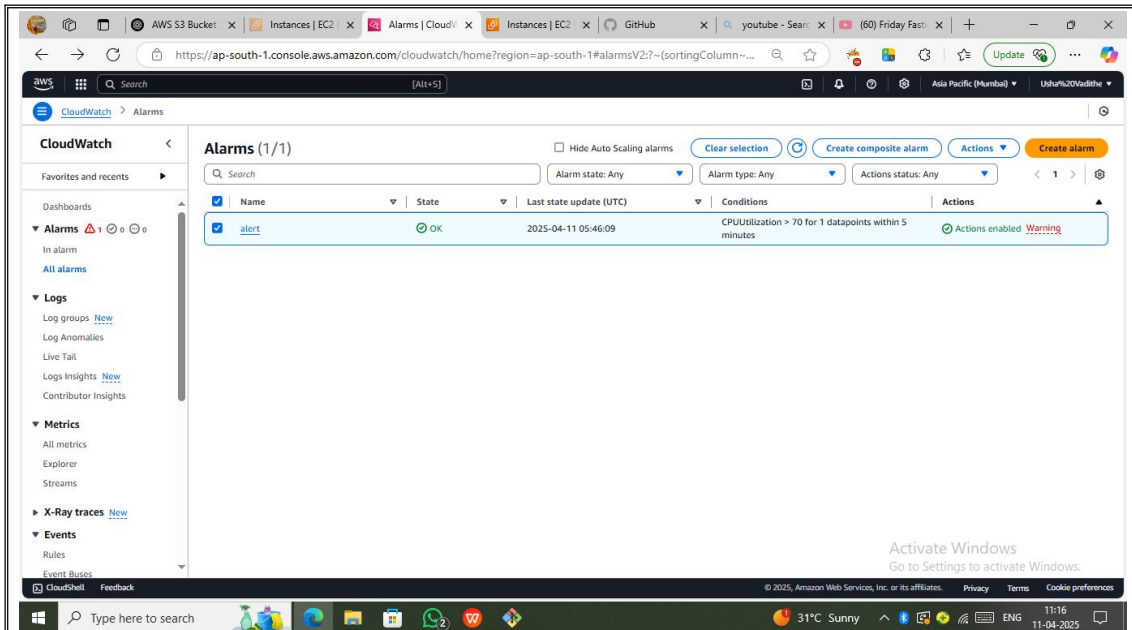 AWS S3 Bucket
Instances | EC2 |
Alarms | CloudW
Instances | EC2
GitHub
youtube - Searc
(60) Friday Fasti
https://ap-south-1.console.aws.amazon.com/cloudwatch/home?region=ap-south-1#alarmsV2:?~(sortingColumn~...
Update
aws
Search
[Alt+S]
Asia Pacific (Mumbai)
Usha%20Vadithe
CloudWatch > Alarms
CloudWatch
Favorites and recents
Dashboards
Alarms 1 0 0
In alarm
All alarms
Logs
Log groups New
Log Anomalies
Live Tail
Logs Insights New
Contributor Insights
Metrics
All metrics
Explorer
Streams
X-Ray traces New
Events
Rules
Event Buses
Alarms (1/1)
Hide Auto Scaling alarms
Clear selection
Create composite alarm
Actions
Create alarm
Search
Alarm state: Any
Alarm type: Any
Actions status: Any
1
Name
State
Last state update (UTC)
Conditions
Actions
alert
OK
2025-04-11 05:46:09
CPUUtilization > 70 for 1 datapoints within 5
minutes
Actions enabled Warning
Activate Windows
Go to Settings to activate Windows.
CloudShell Feedback
© 2025, Amazon Web Services, Inc. or its affiliates. Privacy Terms Cookie preferences
Type here to search
2
31°C Sunny
ENG
11:16
11-04-2025